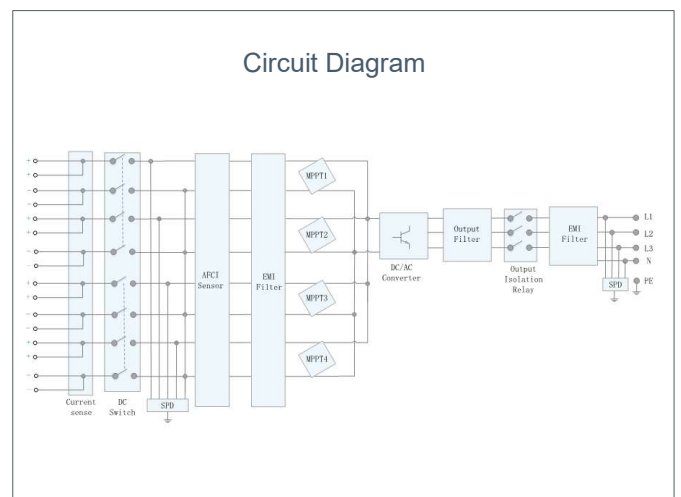 Circuit Diagram
+
+
-
-
+
+
-
-
+
+
-
-
+
+
-
-
Current
sense
DC
Switch
SPD
AFCI
Sensor
EMI
Filter
MPPT1
MPPT2
MPPT3
MPPT4
DC/AC
Converter
Output
Filter
Output
Isolation
Relay
EMI
Filter
L1
L2
L3
N
PE
SPD